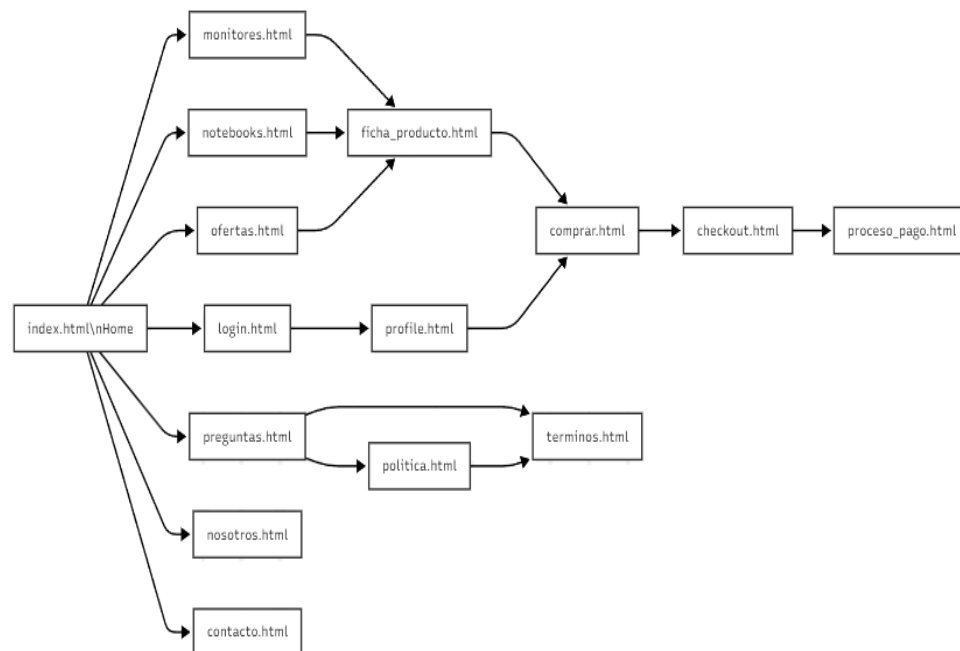 monitores.html
notebooks.html
ficha_producto.html
ofertas.html
comprar.html
checkout.html
proceso_pago.html
index.html\nHome
login.html
profile.html
preguntas.html
terminos.html
politica.html
nosotros.html
contacto.html